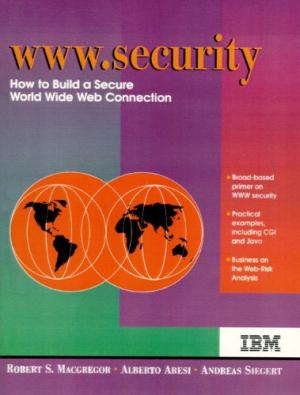 www.security
How to Build a Secure
World Wide Web Connection
Broad-based
primer on
WWW security
Practical
examples,
including CGI
and Java
Business on
the Web-Risk
Analysis
IBM
ROBERT S. MACGREGOR • ALBERTO ARESI • ANDREAS SIEGERT